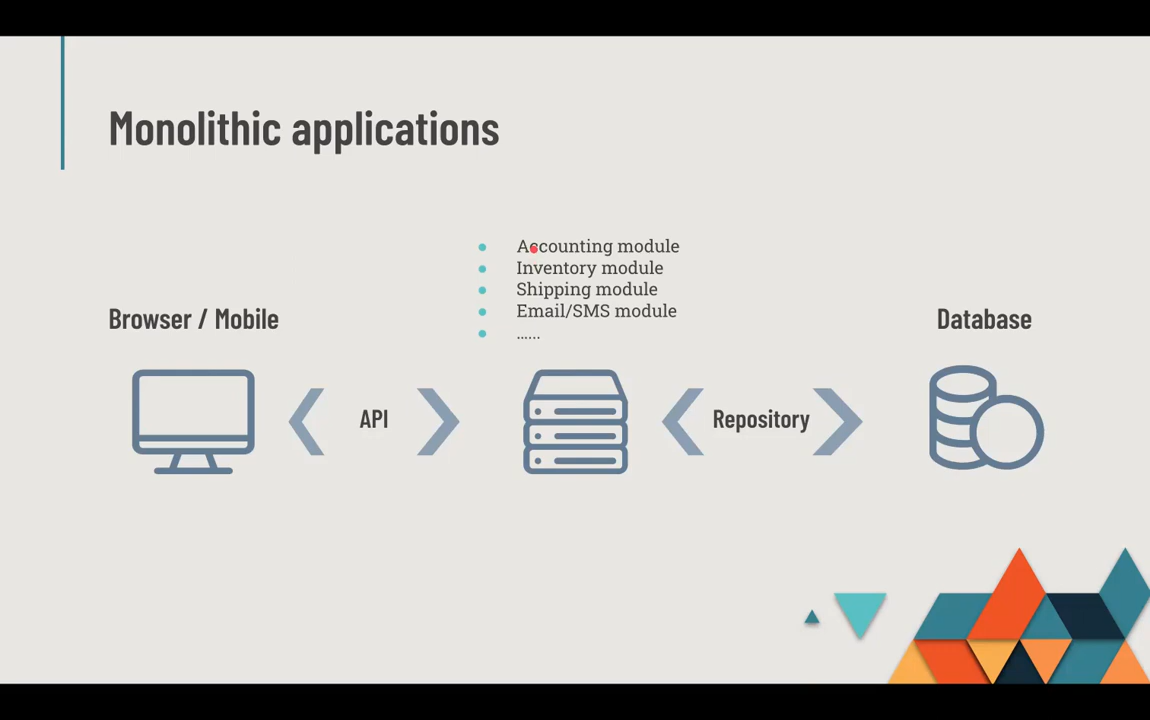 Monolithic applications
Accounting module
Inventory module
Shipping module
Email/SMS module
......
Browser / Mobile
Database
API
Repository